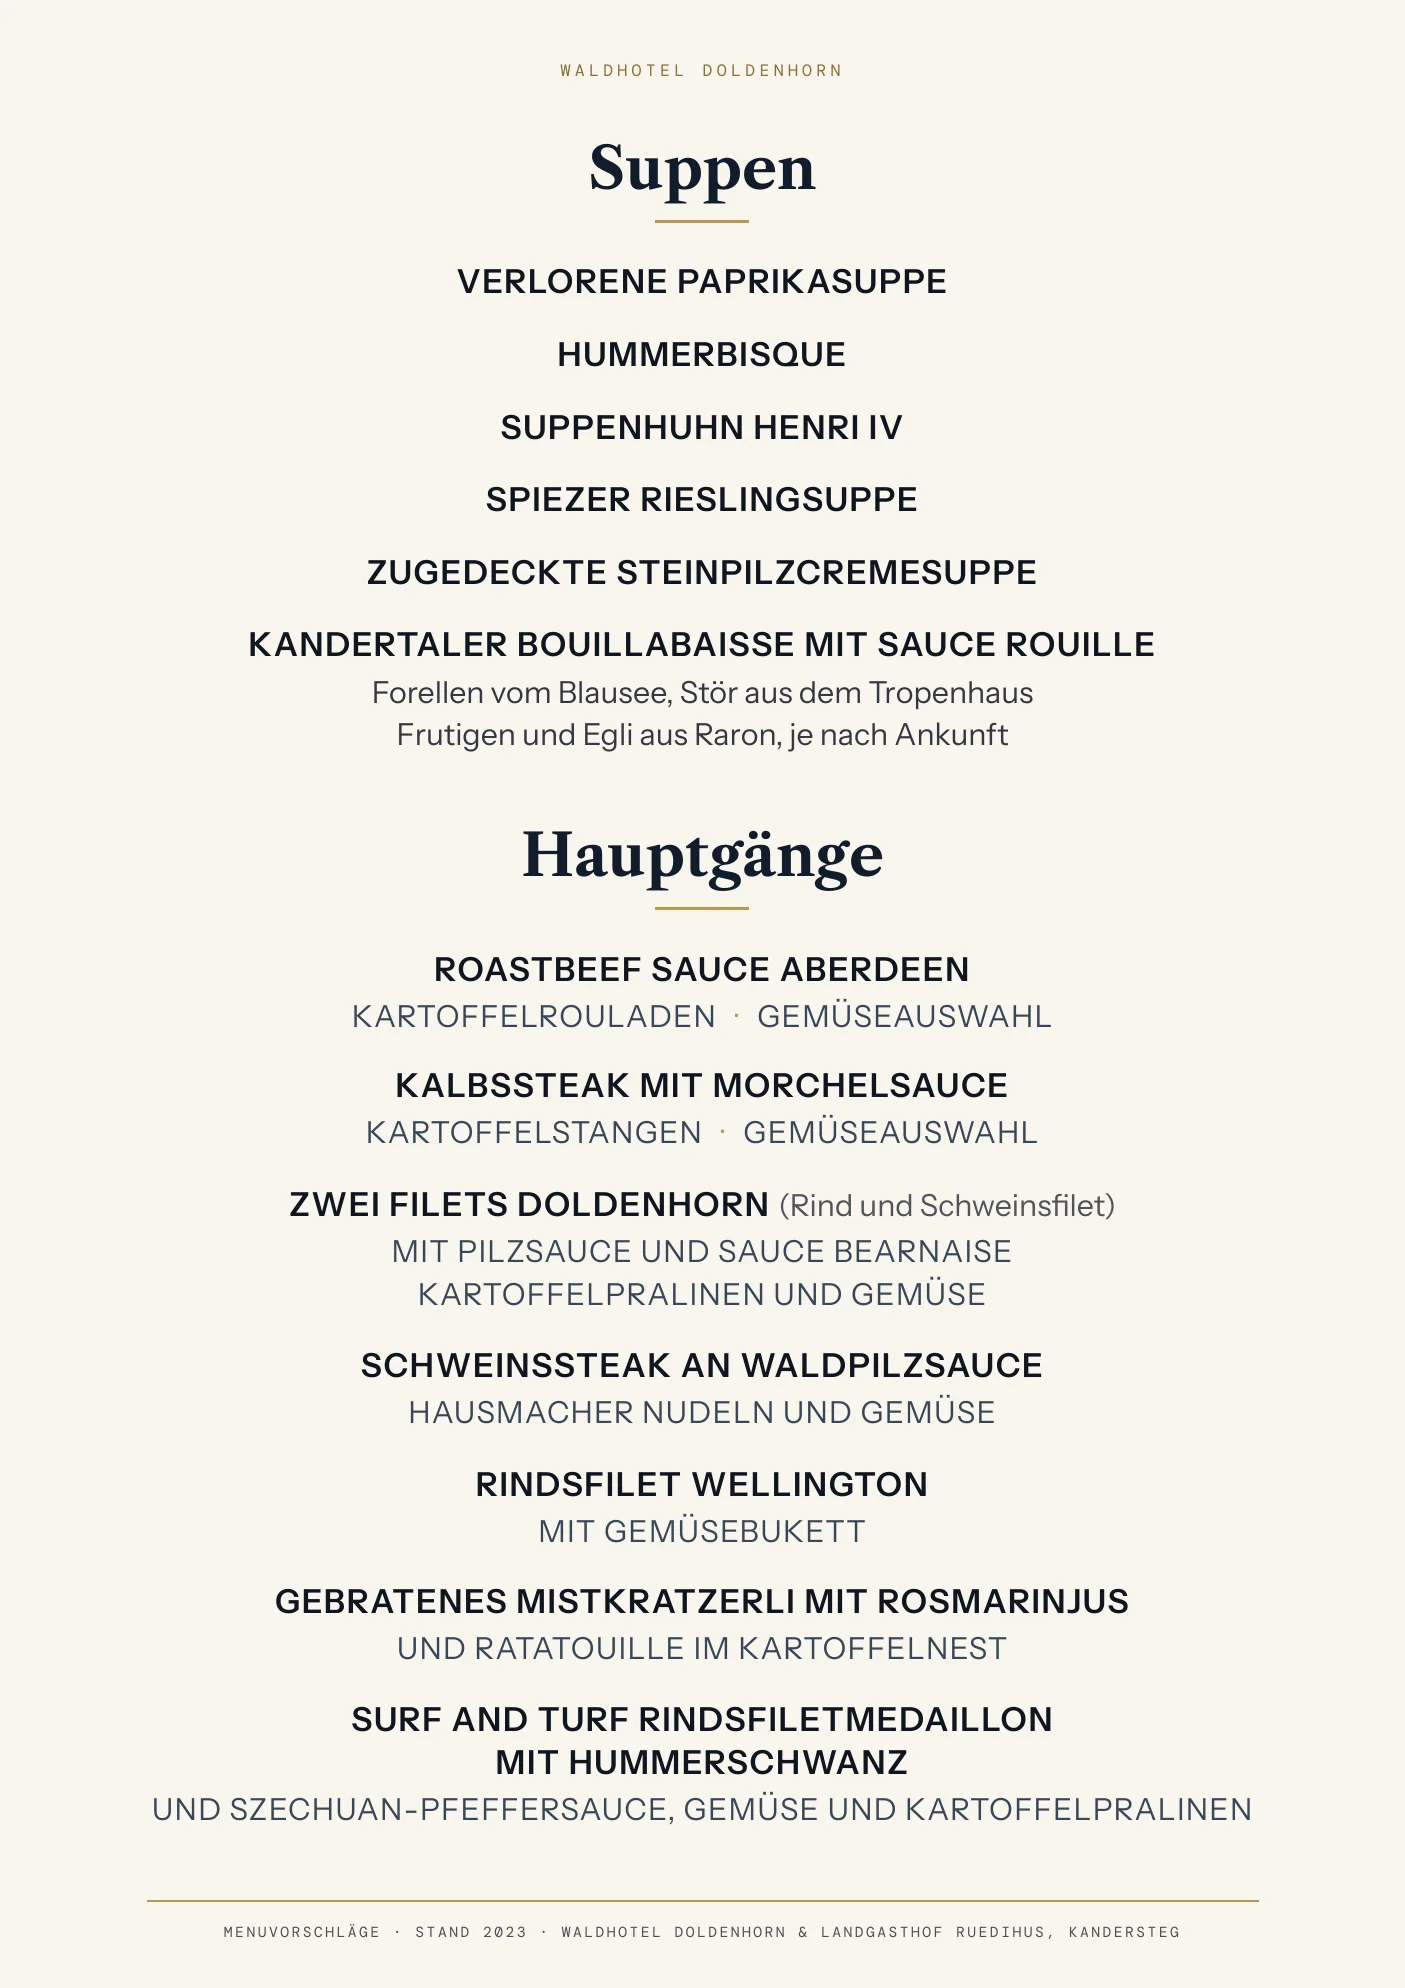 WALDHOTEL DOLDENHORN
Suppen
VERLORENE PAPRIKASUPPE
HUMMERBISQUE
SUPPENHUHN HENRI IV
SPIEZER RIESLINGSUPPE
ZUGEDECKTE STEINPILZCREMESUPPE
KANDERTALER BOUILLABAISSE MIT SAUCE ROUILLE
Forellen vom Blausee, Stör aus dem Tropenhaus
Frutigen und Egli aus Raron, je nach Ankunft
Hauptgänge
ROASTBEEF SAUCE ABERDEEN
KARTOFFELROULADEN · GEMÜSEAUSWAHL
KALBSSTEAK MIT MORCHELSAUCE
KARTOFFELSTANGEN · GEMÜSEAUSWAHL
ZWEI FILETS DOLDENHORN (Rind und Schweinsfilet)
MIT PILZSAUCE UND SAUCE BEARNAISE
KARTOFFELPRALINEN UND GEMÜSE
SCHWEINSSTEAK AN WALDPILZSAUCE
HAUSMACHER NUDELN UND GEMÜSE
RINDSFILET WELLINGTON
MIT GEMÜSEBUKETT
GEBRATENES MISTKRATZERLI MIT ROSMARINJUS
UND RATATOUILLE IM KARTOFFELNEST
SURF AND TURF RINDSFILETMEDAILLON
MIT HUMMERSCHWANZ
UND SZECHUAN-PFEFFERSAUCE, GEMÜSE UND KARTOFFELPRALINEN
MENUVORSCHLÄGE · STAND 2023 · WALDHOTEL DOLDENHORN & LANDGASTHOF RUEDIHUS, KANDERSTEG